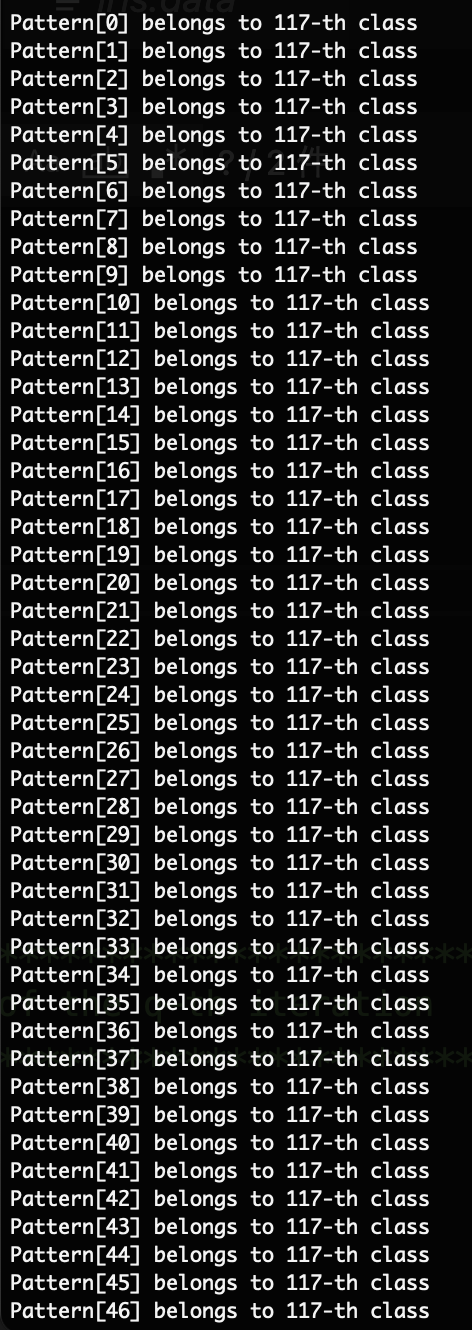 ins.data
Pattern[0] belongs to 117-th class
Pattern[1] belongs to 117-th class
Pattern[2] belongs to 117-th class
Pattern[3] belongs to 117-th class
Pattern[4] belongs to 117-th class
Pattern[5] belongs to 117-th class
Pattern[6] belongs to 117-th class
Pattern[7] belongs to 117-th class
Pattern[8] belongs to 117-th class
Pattern[9] belongs to 117-th class
Pattern[10] belongs to 117-th class
Pattern[11] belongs to 117-th class
Pattern[12] belongs to 117-th class
Pattern[13] belongs to 117-th class
Pattern[14] belongs to 117-th class
Pattern[15] belongs to 117-th class
Pattern[16] belongs to 117-th class
Pattern[17] belongs to 117-th class
Pattern[18] belongs to 117-th class
Pattern[19] belongs to 117-th class
Pattern[20] belongs to 117-th class
Pattern[21] belongs to 117-th class
Pattern[22] belongs to 117-th class
Pattern[23] belongs to 117-th class
Pattern[24] belongs to 117-th class
Pattern[25] belongs to 117-th class
Pattern[26] belongs to 117-th class
Pattern[27] belongs to 117-th class
Pattern[28] belongs to 117-th class
Pattern[29] belongs to 117-th class
Pattern[30] belongs to 117-th class
Pattern[31] belongs to 117-th class
Pattern[32] belongs to 117-th class
Pattern[33] belongs to 117-th class
Pattern[34] belongs to 117-th class
Pattern[35] belongs to 117-th class
of the q-th iteration
Pattern[36] belongs to 117-th class
Pattern[37] belongs to 117-th class
Pattern[38] belongs to 117-th class
Pattern[39] belongs to 117-th class
Pattern[40] belongs to 117-th class
Pattern[41] belongs to 117-th class
Pattern[42] belongs to 117-th class
Pattern[43] belongs to 117-th class
Pattern[44] belongs to 117-th class
Pattern[45] belongs to 117-th class
Pattern[46] belongs to 117-th class